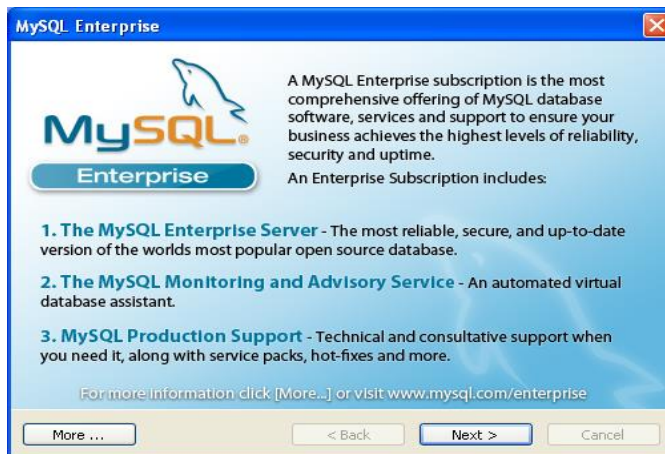 MySQL Enterprise
MySQL®
Enterprise
A MySQL Enterprise subscription is the most
comprehensive offering of MySQL database
software, services and support to ensure your
business achieves the highest levels of reliability,
security and uptime.
An Enterprise Subscription includes:
1. The MySQL Enterprise Server - The most reliable, secure, and up-to-date
version of the worlds most popular open source database.
2. The MySQL Monitoring and Advisory Service - An automated virtual
database assistant.
3. MySQL Production Support - Technical and consultative support when
you need it, along with service packs, hot-fixes and more.
For more information click [More...] or visit www.mysql.com/enterprise
More ...
< Back
Next >
Cancel